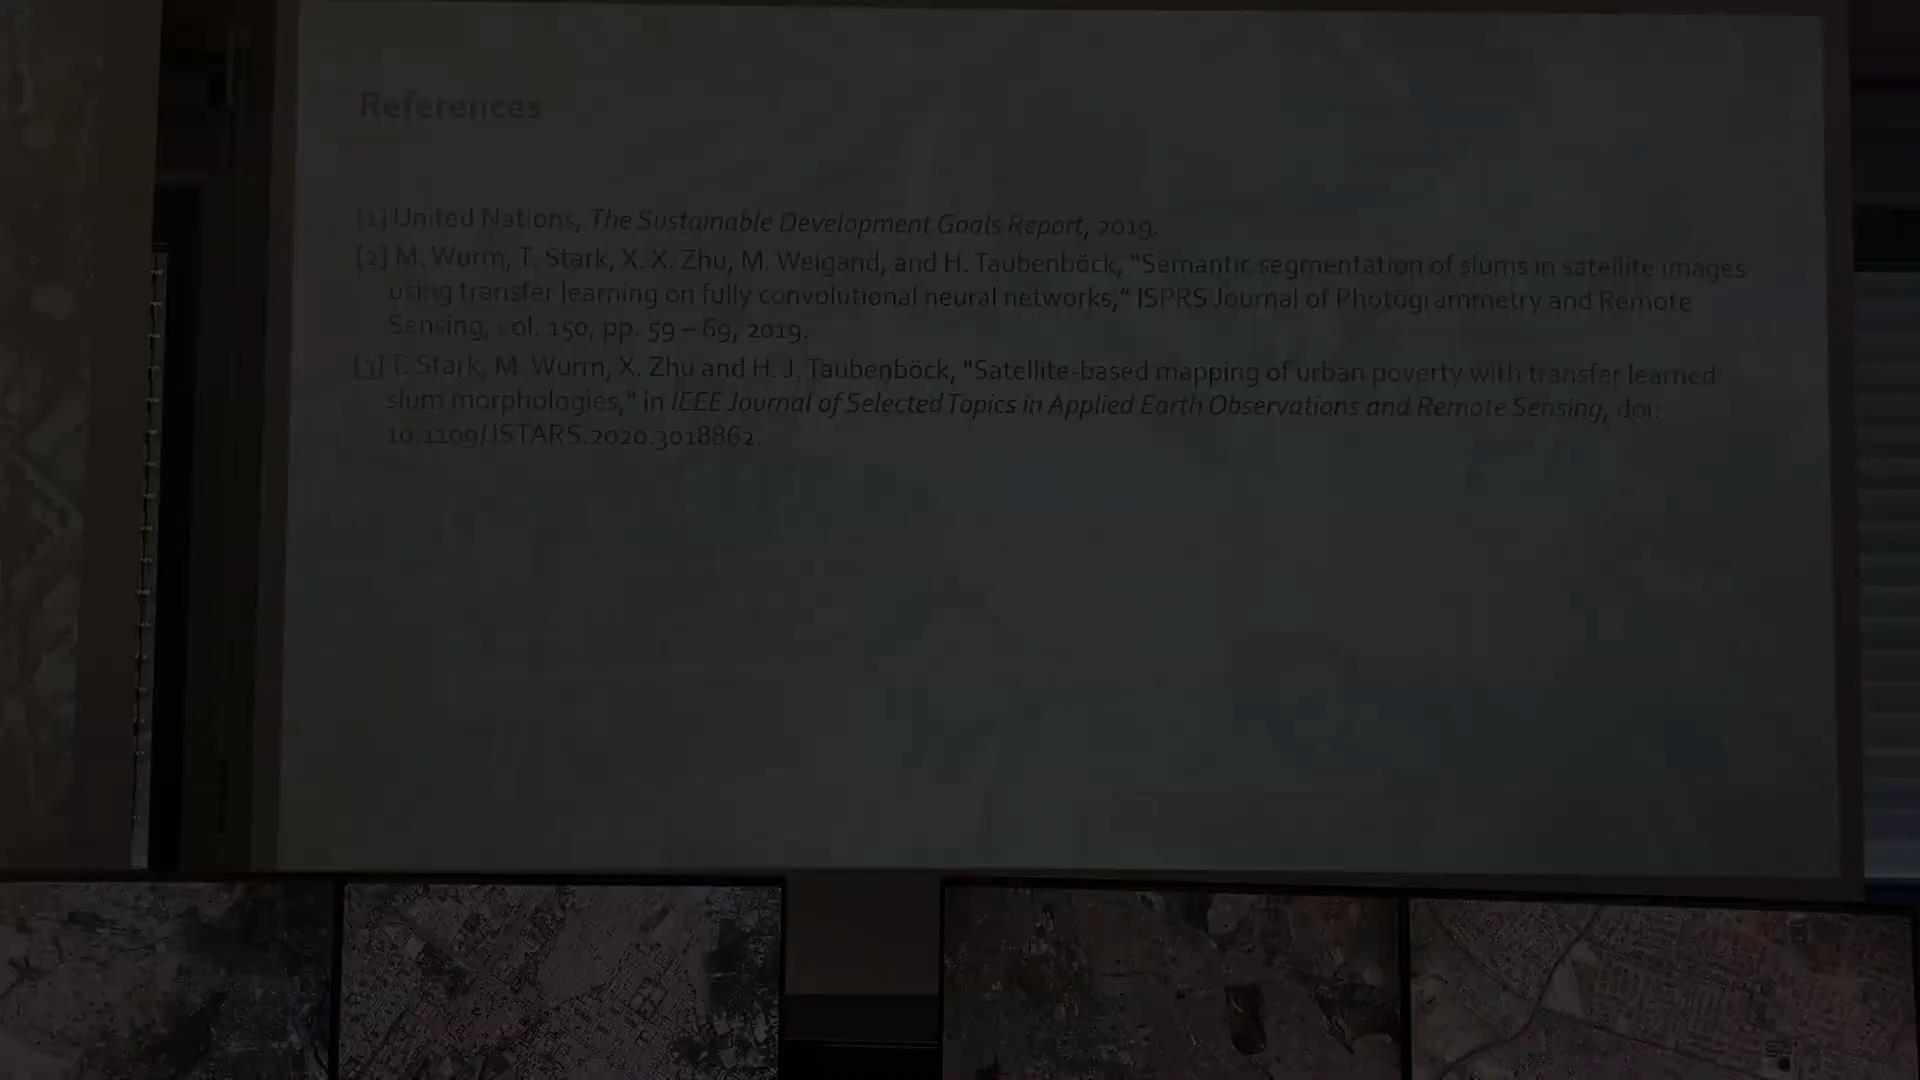 References
[1] United Nations, The Sustainable Development Goals Report, 2019.
[2] M. Wurm, T. Stark, X. X. Zhu, M. Weigand, and H. Taubenböck, "Semantic segmentation of slums in satellite images
using transfer learning on fully convolutional neural networks," ISPRS Journal of Photogrammetry and Remote
Sensing, vol. 150, pp. 59 – 69, 2019.
[3] T. Stark, M. Wurm, X. Zhu and H. J. Taubenböck, "Satellite-based mapping of urban poverty with transfer learned
slum morphologies," in IEEE Journal of Selected Topics in Applied Earth Observations and Remote Sensing, doi:
10.1109/JSTARS.2020.3018862.